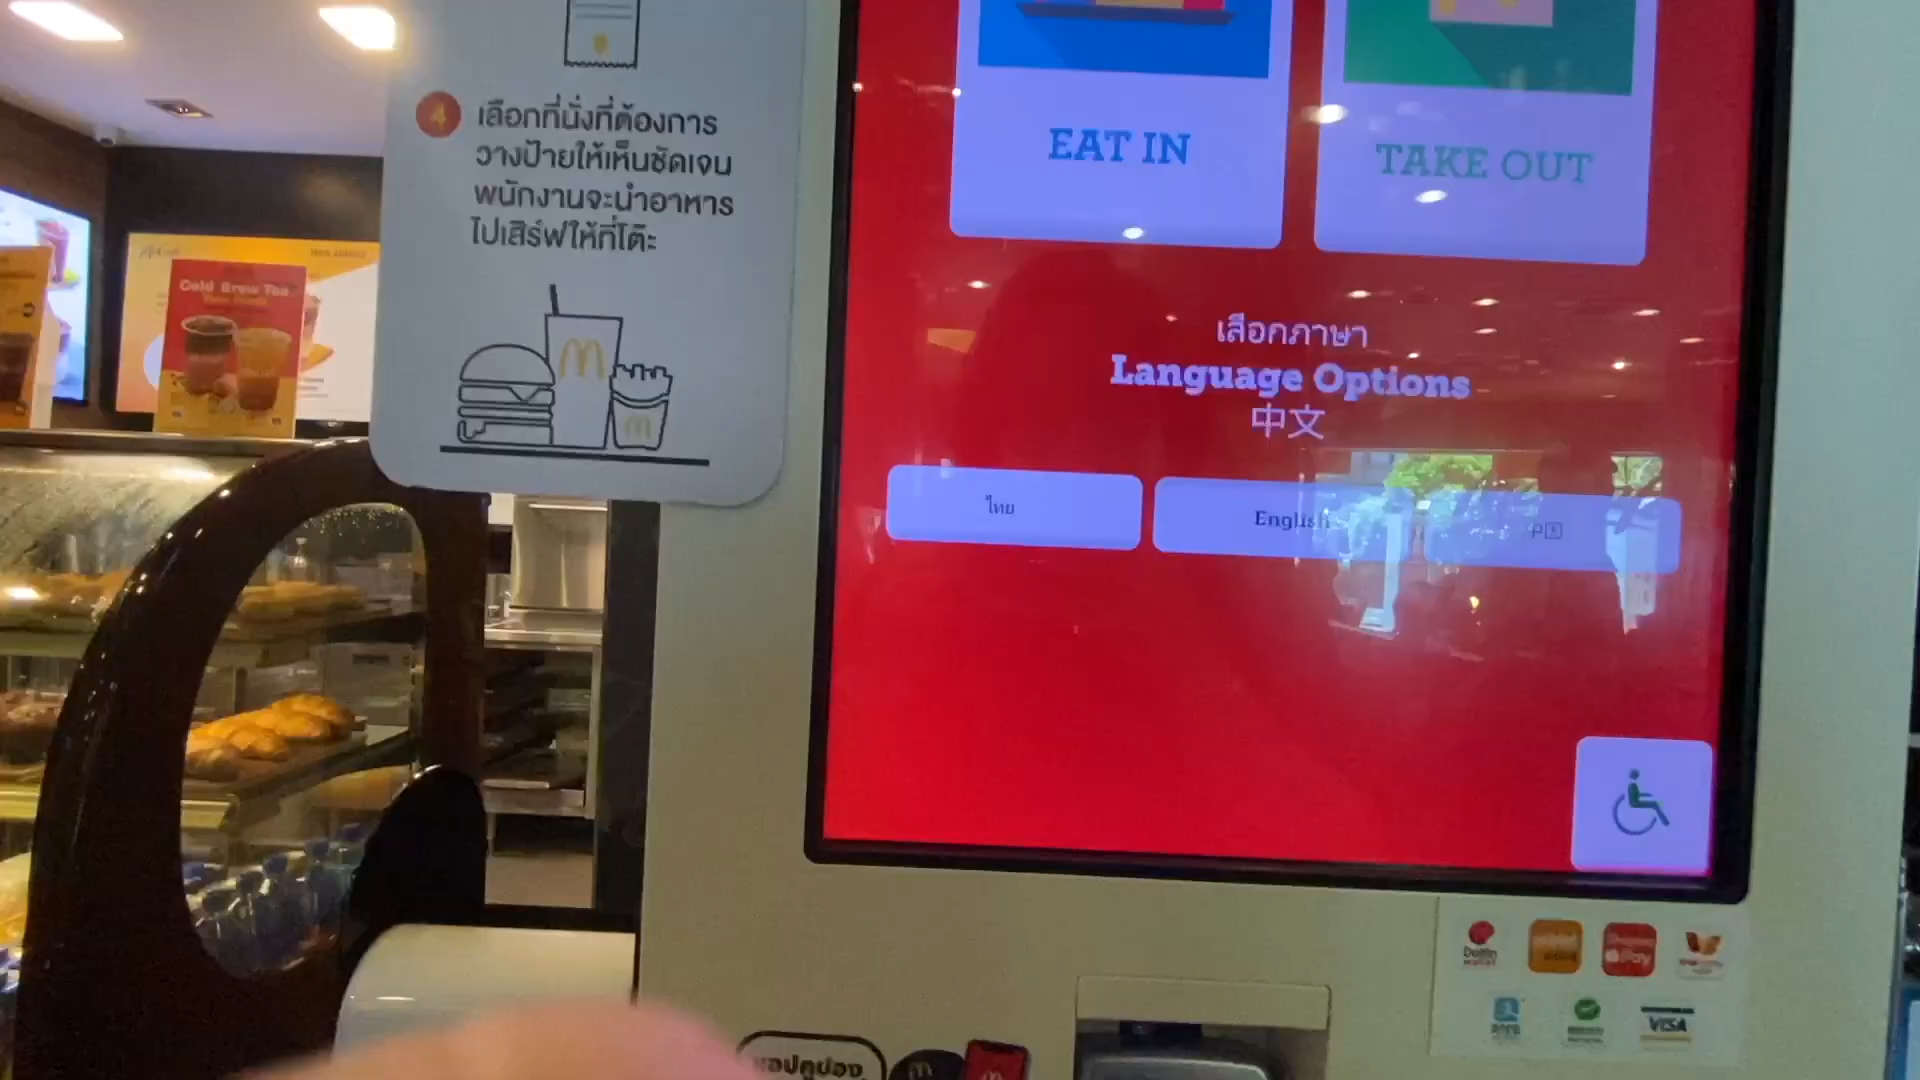 4
เลือกที่นั่งที่ต้องการ
วางป้ายให้เห็นชัดเจน
พนักงานจะนำอาหาร
ไปเสิร์ฟให้ที่โต๊ะ
Cold Brew Tea
EAT IN
TAKE OUT
เลือกภาษา
Language Options
中文
ไทย
English
Dolfin
Pay
VISA